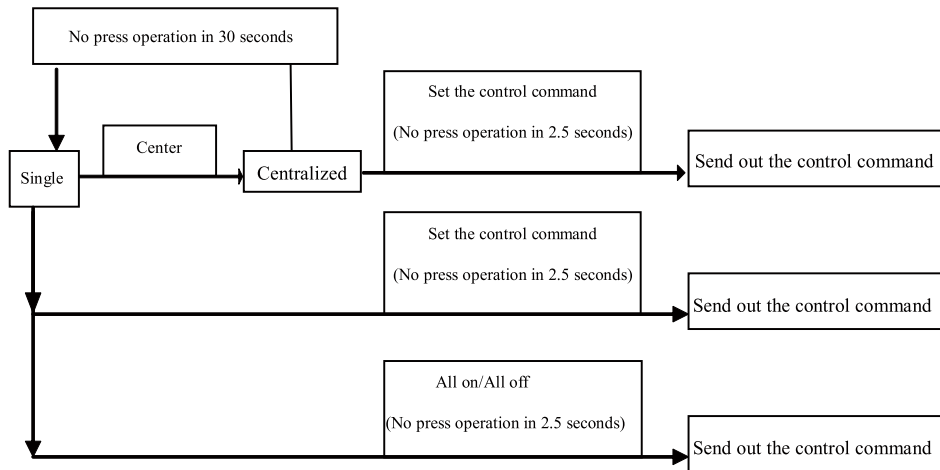 No press operation in 30 seconds
Set the control command
(No press operation in 2.5 seconds)
Center
Send out the control command
Single
Centralized
Set the control command
(No press operation in 2.5 seconds)
Send out the control command
All on/All off
(No press operation in 2.5 seconds)
Send out the control command